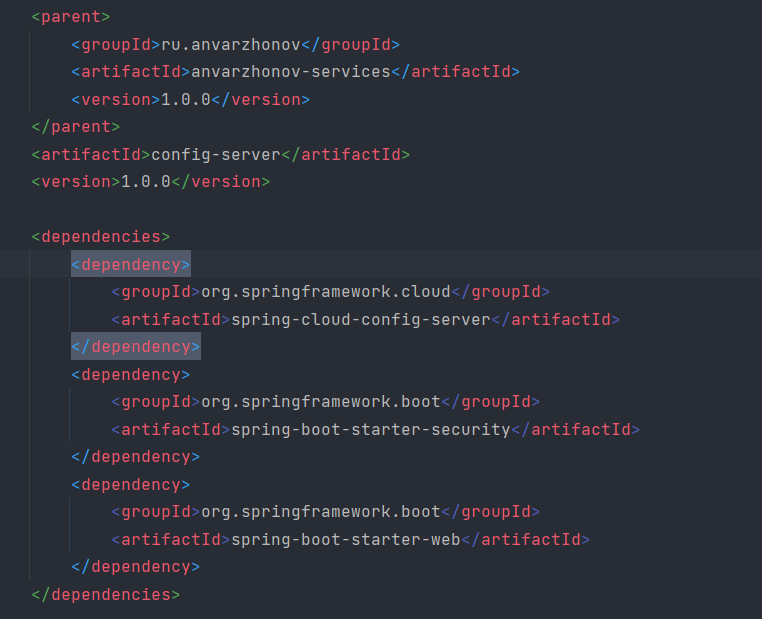 <parent>
<groupId>ru.anvarzhonov</groupId>
<artifactId>anvarzhonov-services</artifactId>
<version>1.0.0</version>
</parent>
<artifactId>config-server</artifactId>
<version>1.0.0</version>
<dependencies>
<dependency>
<groupId>org.springframework.cloud</groupId>
<artifactId>spring-cloud-config-server</artifactId>
</dependency>
<dependency>
<groupId>org.springframework.boot</groupId>
<artifactId>spring-boot-starter-security</artifactId>
</dependency>
<dependency>
<groupId>org.springframework.boot</groupId>
<artifactId>spring-boot-starter-web</artifactId>
</dependency>
</dependencies>